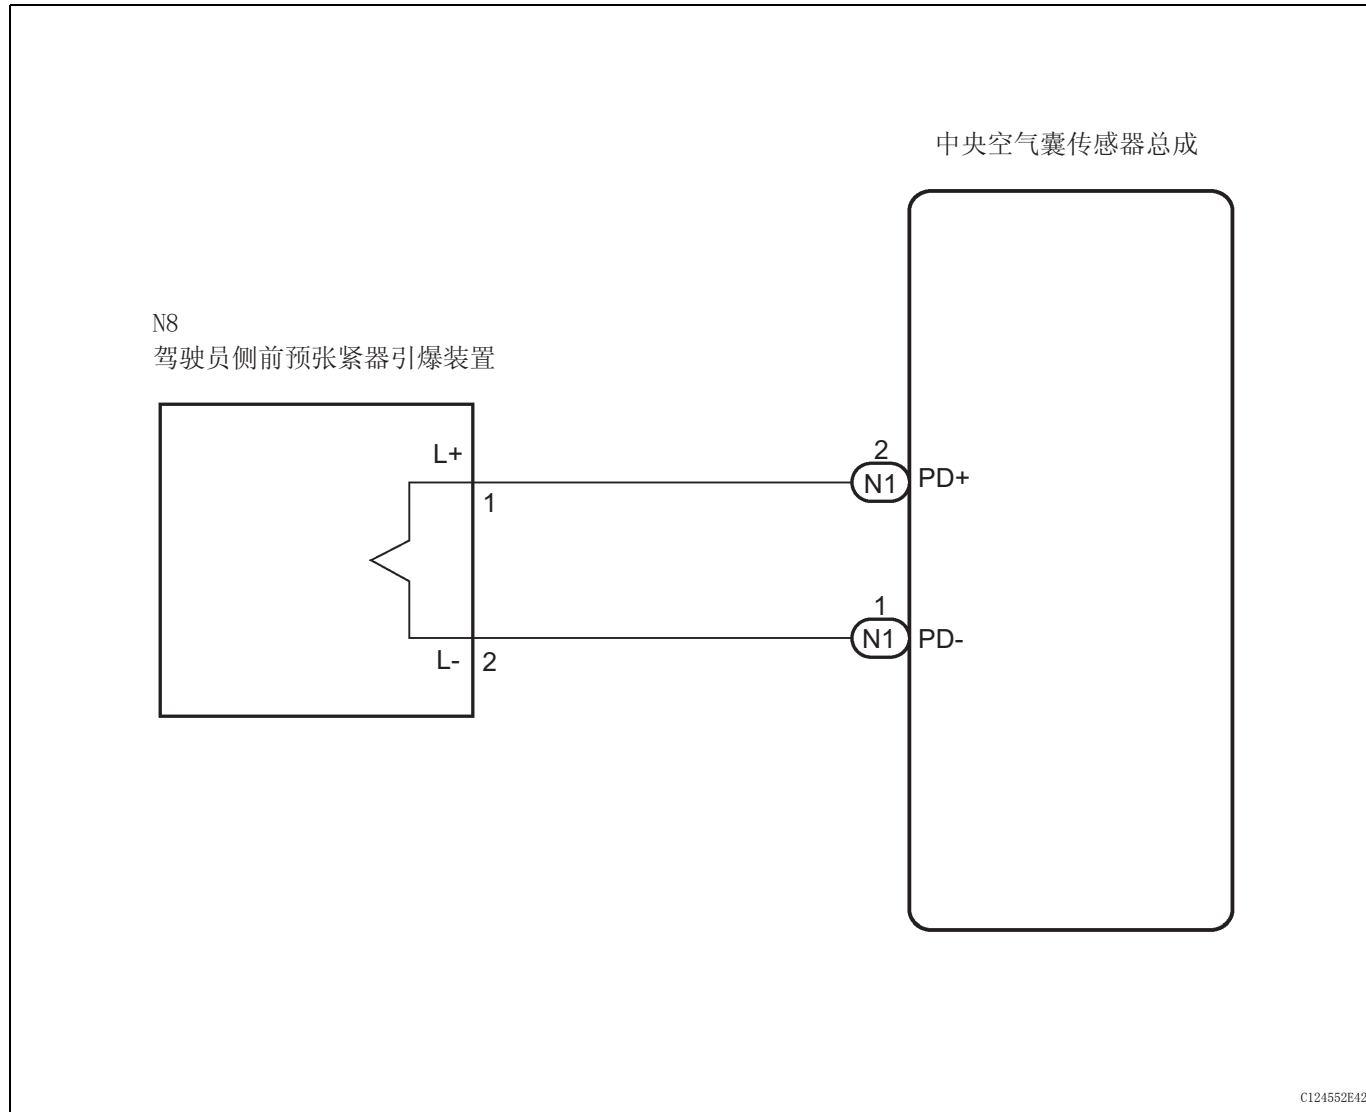 中央空气囊传感器总成
N8
驾驶员侧前预张紧器引爆装置
L+
1
2
N1
PD+
L-
2
1
N1
PD-
C124552E42